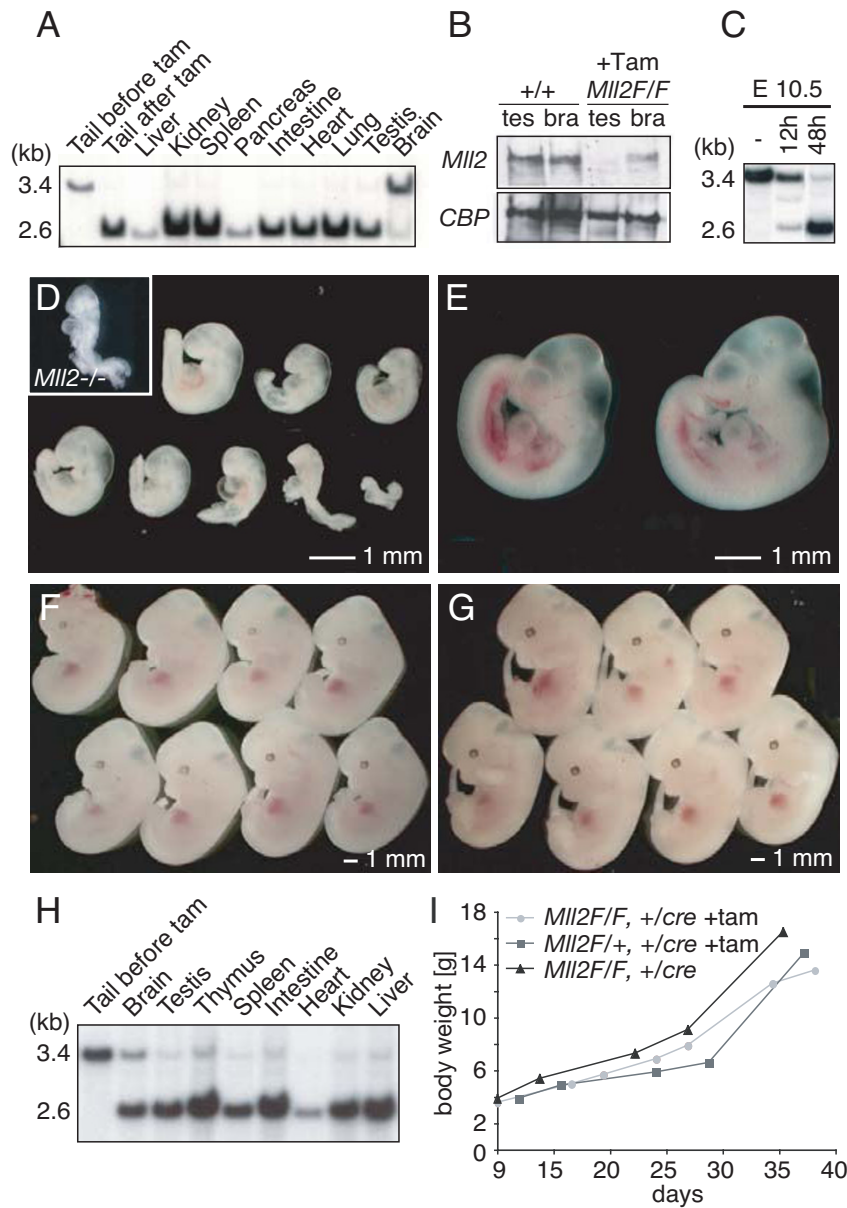 A
Tail before tam
Tail after tam
Liver
Kidney
Spleen
Pancreas
Intestine
Heart
Lung
Testis
Brain
(kb)
3.4
2.6
B
+Tam
+/+ Mll2F/F
tes bra tes bra
Mll2
CBP
C
E 10.5
- 12h 48h
(kb)
3.4
2.6
D
Mll2-/-
1 mm
E
1 mm
F
1 mm
G
1 mm
H
Tail before tam
Brain
Testis
Thymus
Spleen
Intestine
Heart
Kidney
Liver
(kb)
3.4
2.6
I
Mll2F/F, +/cre +tam
Mll2F/+, +/cre +tam
Mll2F/F, +/cre
body weight [g]
18
14
10
6
2
0
9 15 20 25 30 35 40
days